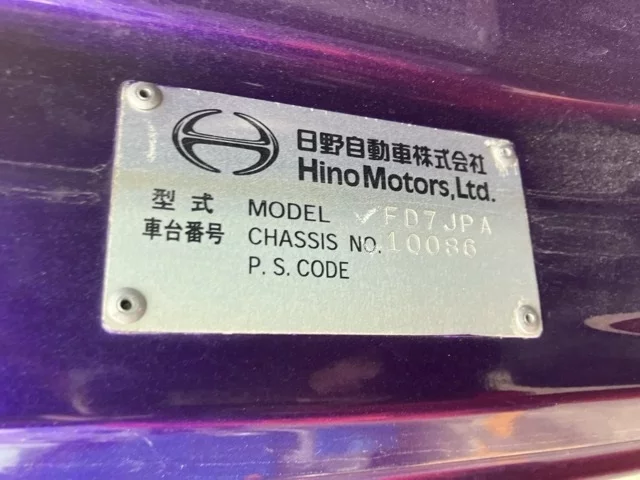 日野自動車株式会社
Hino Motors, Ltd.
型式 MODEL FD7JPA
車台番号 CHASSIS NO. 10086
P.S.CODE